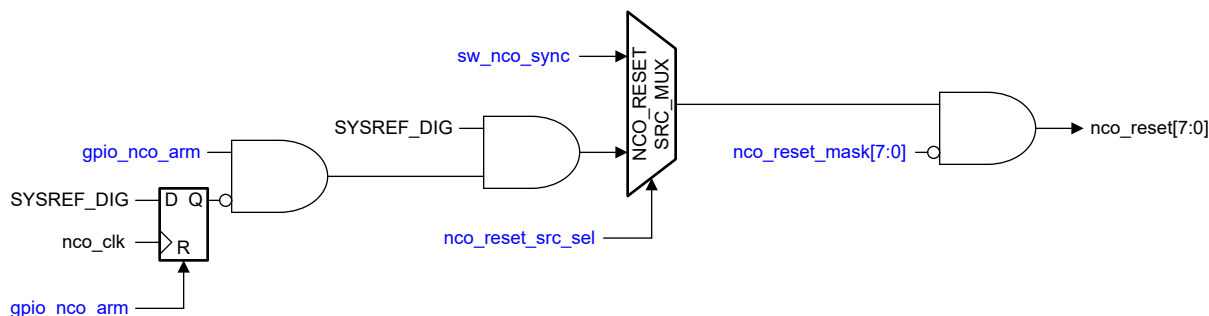 sw_nco_sync
NCO_RESET
SRC_MUX
SYSREF_DIG
gpio_nco_arm
nco_reset_mask[7:0]
nco_reset[7:0]
SYSREF_DIG
D Q
nco_clk
R
nco_reset_src_sel
gpio_nco_arm